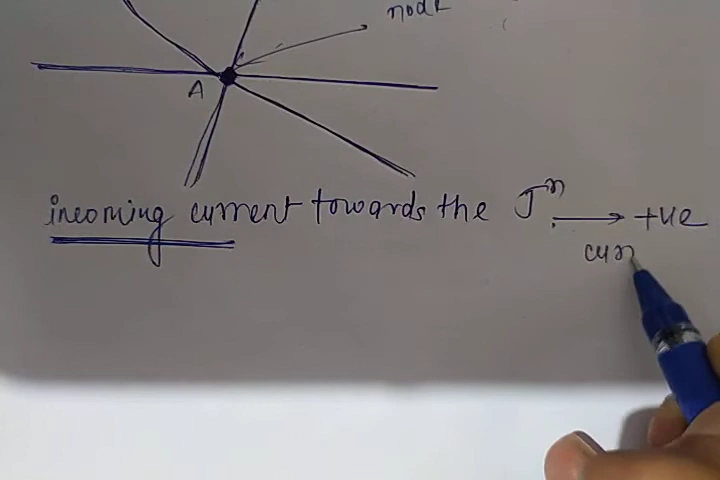 node
A
incoming current towards the Jn → +ve
curr